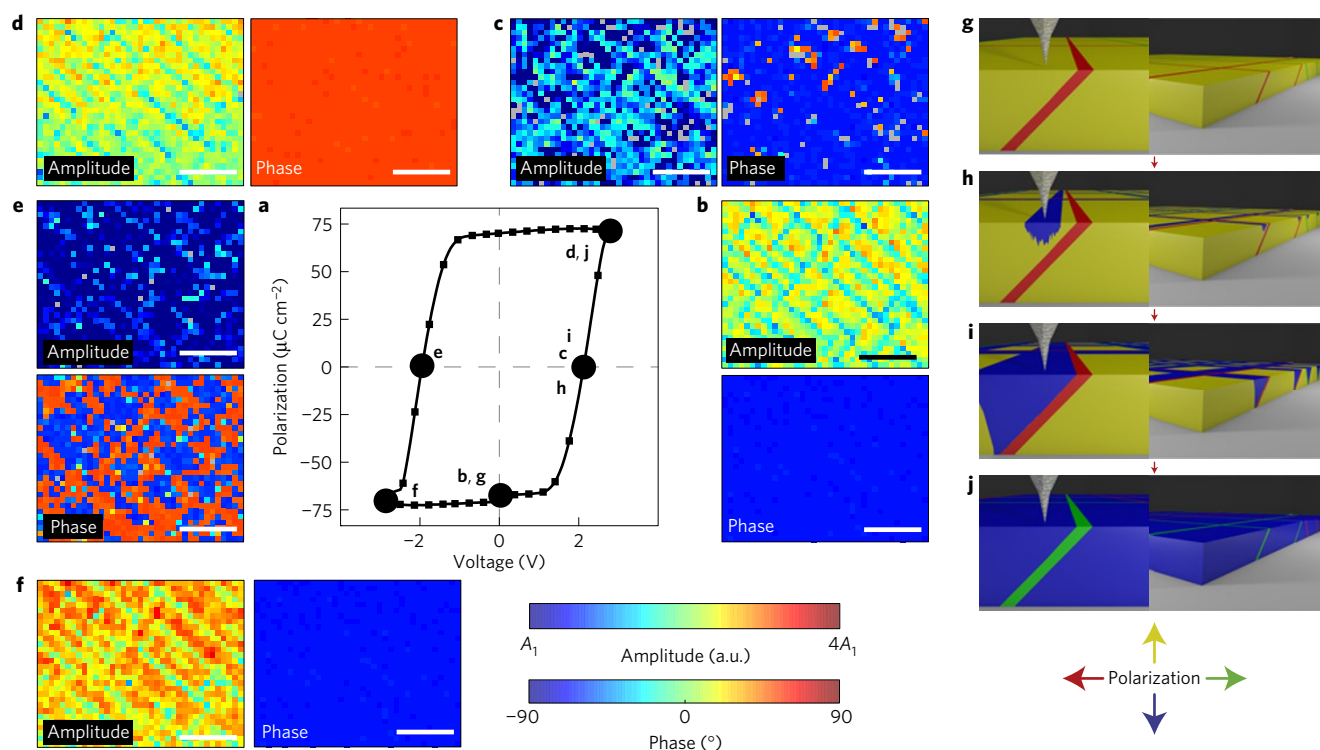 d
Amplitude
Phase
c
Amplitude
Phase
e
Amplitude
Phase
a
Polarization (μC cm⁻²)
75
50
25
0
−25
−50
−75
−2
0
2
Voltage (V)
d, j
i
c
h
e
b, g
f
b
Amplitude
Phase
f
Amplitude
Phase
A₁
4A₁
Amplitude (a.u.)
−90
0
90
Phase (°)
g
h
i
j
Polarization